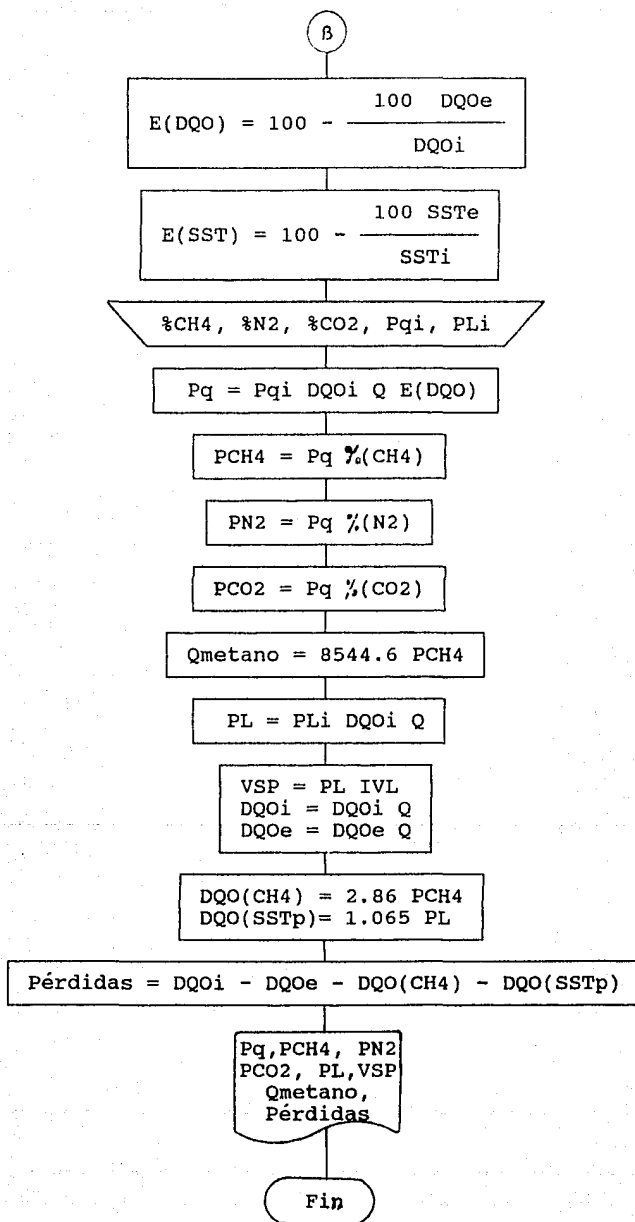 β
E(DQO) = 100 - 100 DQOe / DQOi
E(SST) = 100 - 100 SSTe / SSTi
%CH4, %N2, %CO2, Pqi, PLi
Pq = Pqi DQOi Q E(DQO)
PCH4 = Pq %(CH4)
PN2 = Pq %(N2)
PCO2 = Pq %(CO2)
Qmetano = 8544.6 PCH4
PL = PLi DQOi Q
VSP = PL IVL
DQOi = DQOi Q
DQOe = DQOe Q
DQO(CH4) = 2.86 PCH4
DQO(SSTp)= 1.065 PL
Pérdidas = DQOi - DQOe - DQO(CH4) - DQO(SSTp)
Pq,PCH4, PN2
PCO2, PL,VSP
Qmetano,
Pérdidas
Fin